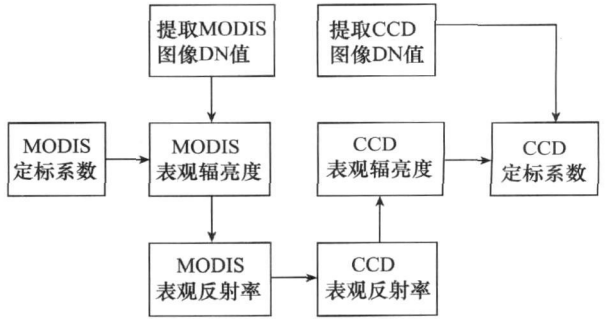 提取MODIS
图像DN值
提取CCD
图像DN值
MODIS
定标系数
MODIS
表观辐亮度
CCD
表观辐亮度
CCD
定标系数
MODIS
表观反射率
CCD
表观反射率